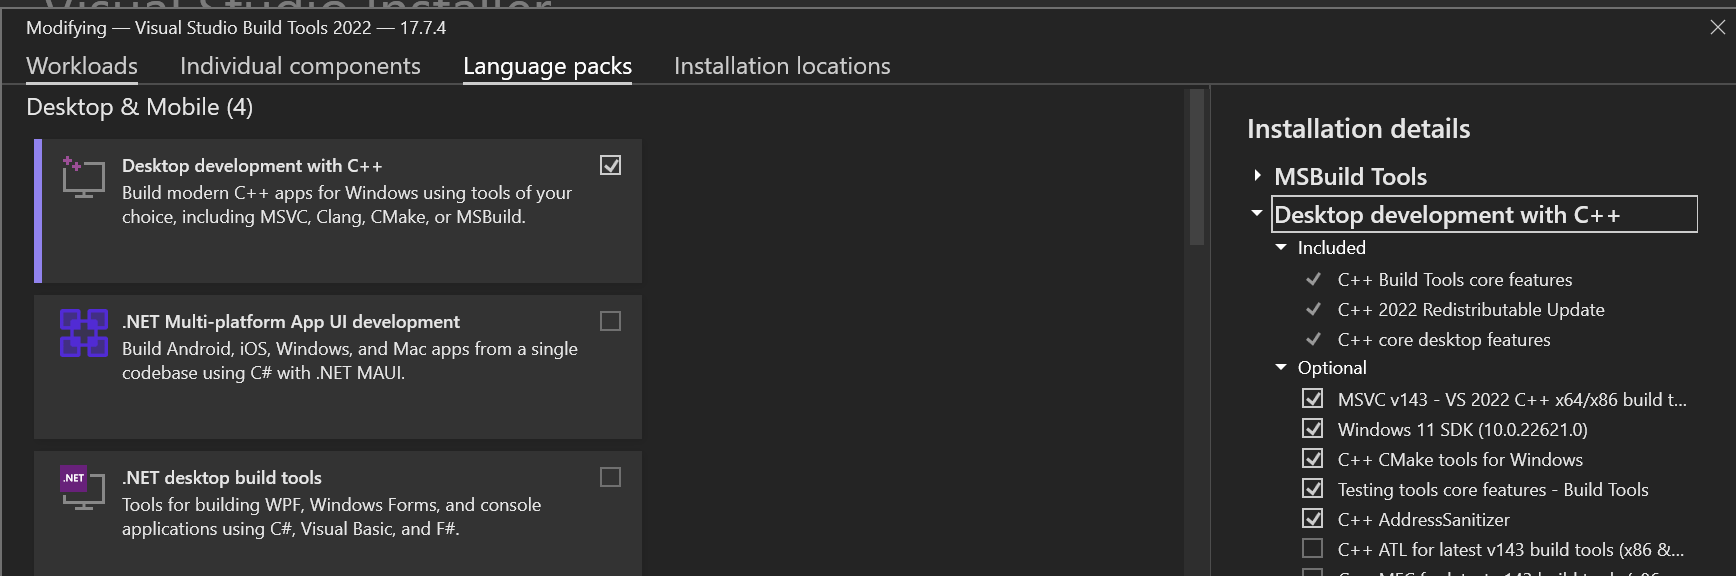 Visual Studio Installer
Modifying — Visual Studio Build Tools 2022 — 17.7.4
Workloads Individual components Language packs Installation locations
Desktop & Mobile (4)
Desktop development with C++
Build modern C++ apps for Windows using tools of your
choice, including MSVC, Clang, CMake, or MSBuild.
.NET Multi-platform App UI development
Build Android, iOS, Windows, and Mac apps from a single
codebase using C# with .NET MAUI.
.NET
.NET desktop build tools
Tools for building WPF, Windows Forms, and console
applications using C#, Visual Basic, and F#.
Installation details
MSBuild Tools
Desktop development with C++
Included
C++ Build Tools core features
C++ 2022 Redistributable Update
C++ core desktop features
Optional
MSVC v143 - VS 2022 C++ x64/x86 build t...
Windows 11 SDK (10.0.22621.0)
C++ CMake tools for Windows
Testing tools core features - Build Tools
C++ AddressSanitizer
C++ ATL for latest v143 build tools (x86 &...